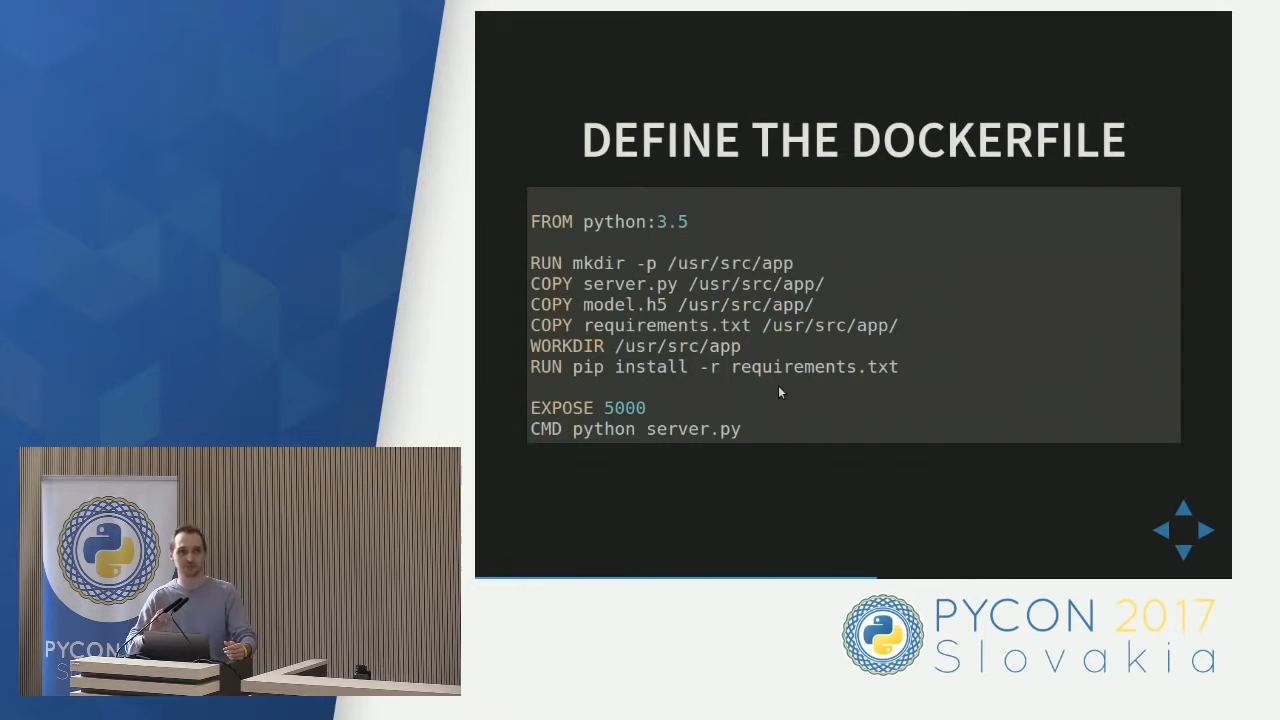 DEFINE THE DOCKERFILE
FROM python:3.5
RUN mkdir -p /usr/src/app
COPY server.py /usr/src/app/
COPY model.h5 /usr/src/app/
COPY requirements.txt /usr/src/app/
WORKDIR /usr/src/app
RUN pip install -r requirements.txt
EXPOSE 5000
CMD python server.py
PYCON
PYCON 2017
Slovakia